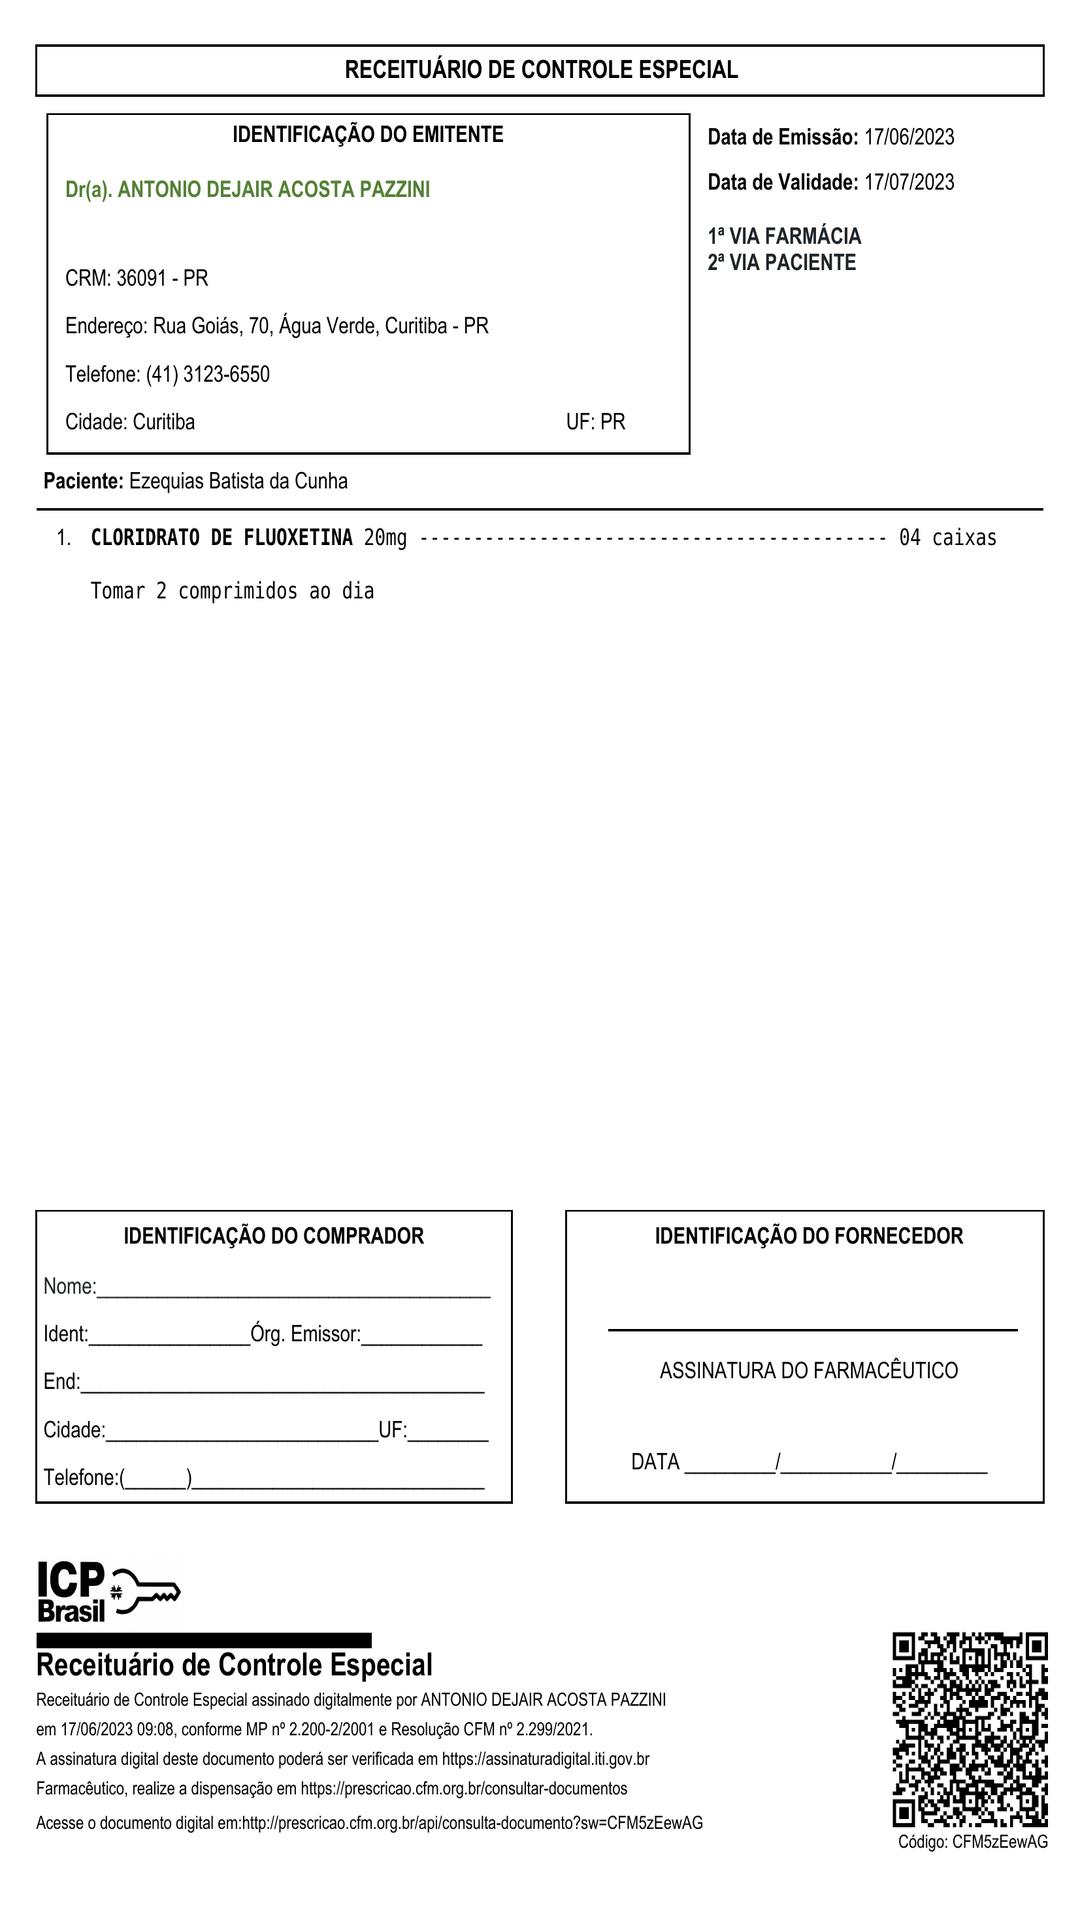 RECEITUÁRIO DE CONTROLE ESPECIAL
IDENTIFICAÇÃO DO EMITENTE
Dr(a). ANTONIO DEJAIR ACOSTA PAZZINI
CRM: 36091 - PR
Endereço: Rua Goiás, 70, Água Verde, Curitiba - PR
Telefone: (41) 3123-6550
Cidade: Curitiba UF: PR
Data de Emissão: 17/06/2023
Data de Validade: 17/07/2023
1ª VIA FARMÁCIA
2ª VIA PACIENTE
Paciente: Ezequias Batista da Cunha
1. CLORIDRATO DE FLUOXETINA 20mg ------------------------------------------- 04 caixas
Tomar 2 comprimidos ao dia
IDENTIFICAÇÃO DO COMPRADOR
Nome:_______________________________________
Ident:________________Órg. Emissor:____________
End:________________________________________
Cidade:___________________________UF:________
Telefone:(______)_____________________________
IDENTIFICAÇÃO DO FORNECEDOR
ASSINATURA DO FARMACÊUTICO
DATA _________/___________/_________
ICP
Brasil
Receituário de Controle Especial
Receituário de Controle Especial assinado digitalmente por ANTONIO DEJAIR ACOSTA PAZZINI
em 17/06/2023 09:08, conforme MP nº 2.200-2/2001 e Resolução CFM nº 2.299/2021.
A assinatura digital deste documento poderá ser verificada em https://assinaturadigital.iti.gov.br
Farmacêutico, realize a dispensação em https://prescricao.cfm.org.br/consultar-documentos
Acesse o documento digital em:http://prescricao.cfm.org.br/api/consulta-documento?sw=CFM5zEewAG
Código: CFM5zEewAG